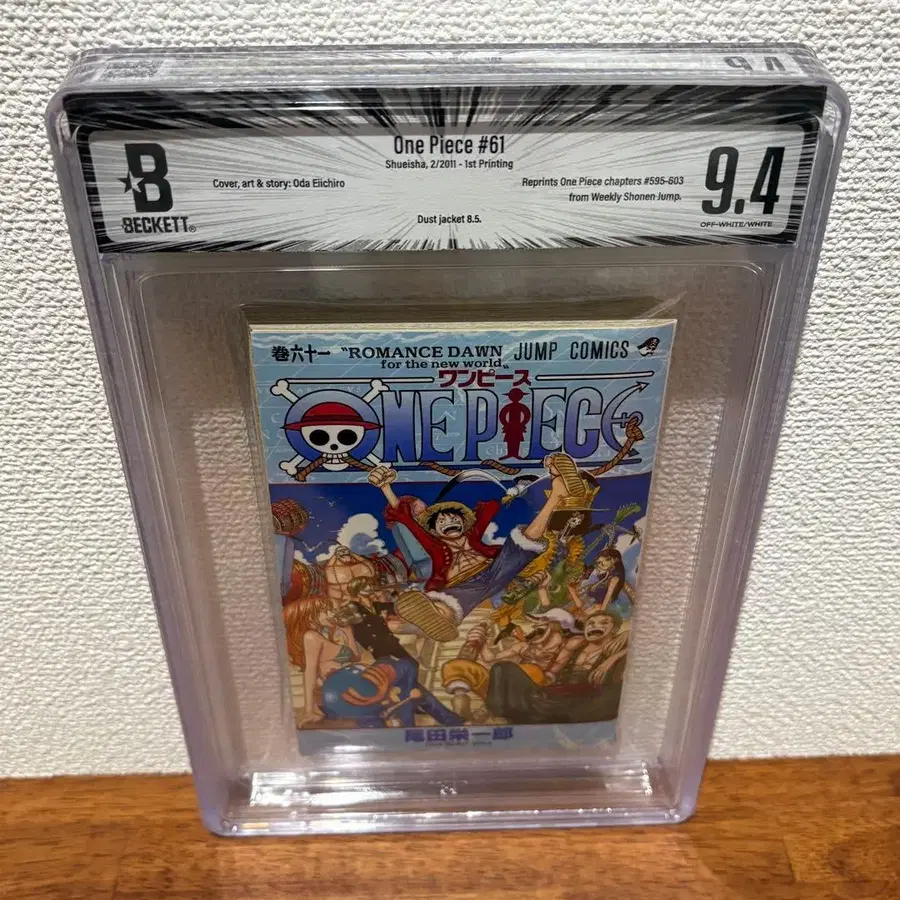 9.4
One Piece #61
Shueisha, 2/2011 - 1st Printing
B
BECKETT®
Cover, art & story: Oda Eiichiro
Reprints One Piece chapters #595-603
from Weekly Shonen Jump.
Dust jacket 8.5.
9.4
OFF-WHITE/WHITE
巻六十一 〝ROMANCE DAWN JUMP COMICS
for the new world〟
ワンピース
ONE PIECE
尾田栄一郎